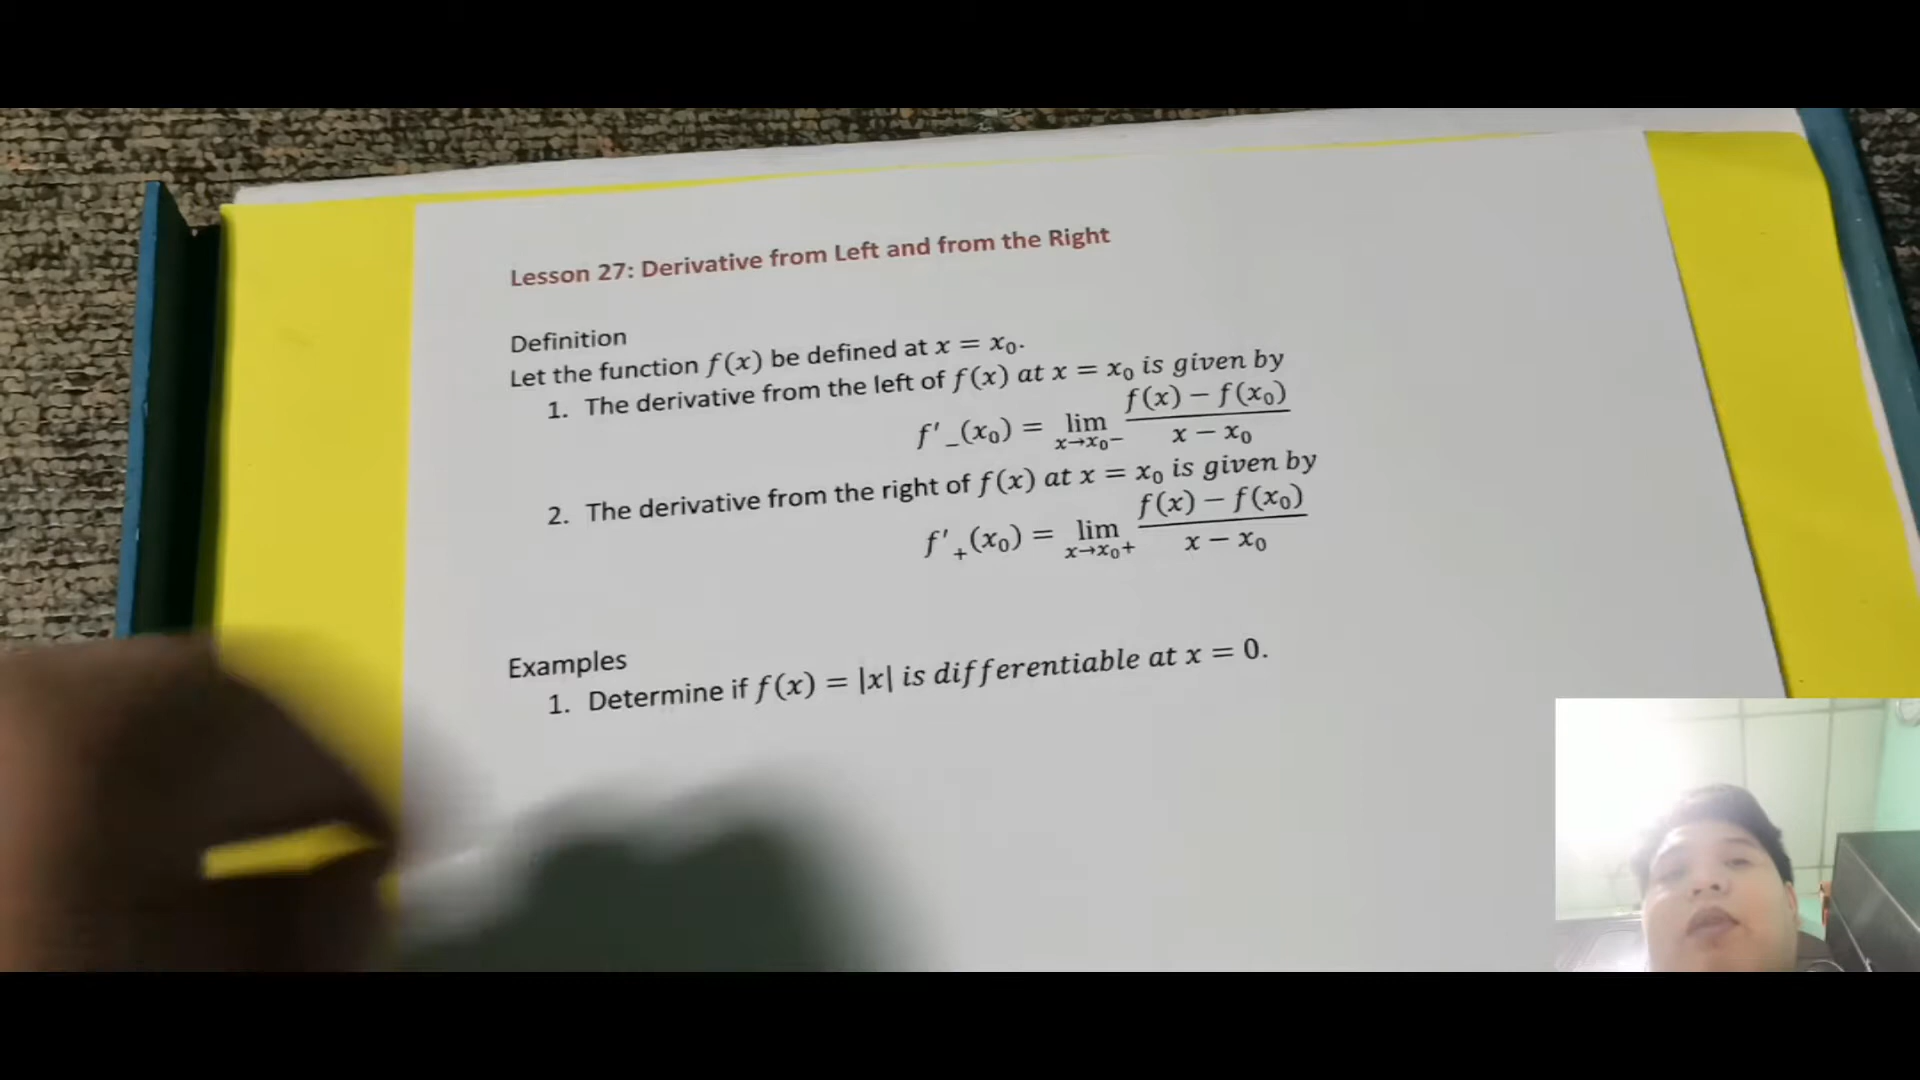 Lesson 27: Derivative from Left and from the Right
Definition
Let the function f(x) be defined at x = x₀.
1. The derivative from the left of f(x) at x = x₀ is given by
f'₋(x₀) = lim x→x₀− f(x) − f(x₀) / x − x₀
2. The derivative from the right of f(x) at x = x₀ is given by
f'₊(x₀) = lim x→x₀+ f(x) − f(x₀) / x − x₀
Examples
1. Determine if f(x) = |x| is differentiable at x = 0.